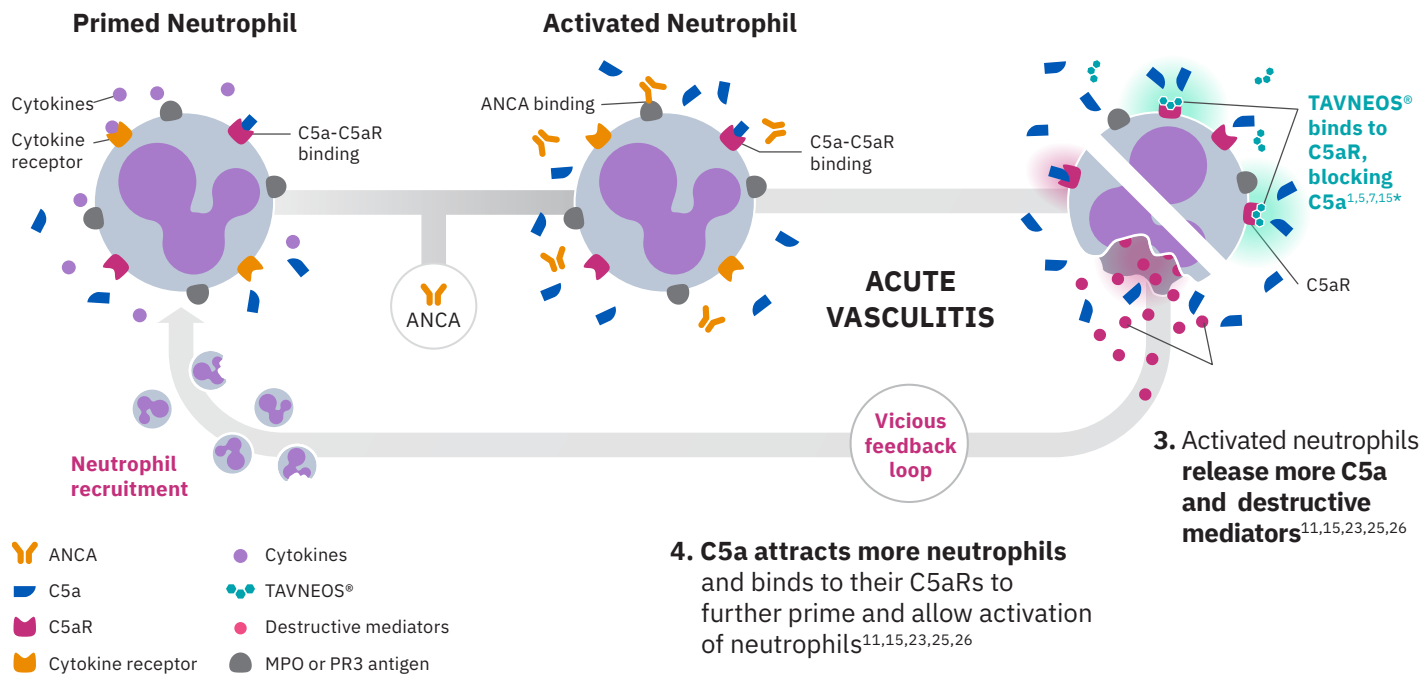 Primed Neutrophil
Activated Neutrophil
Cytokines
Cytokine
receptor
C5a-C5aR
binding
ANCA binding
C5a-C5aR
binding
TAVNEOS®
binds to
C5aR,
blocking
C5a1,5,7,15*
C5aR
ANCA
ACUTE
VASCULITIS
Vicious
feedback
loop
Neutrophil
recruitment
3. Activated neutrophils
release more C5a
and destructive
mediators11,15,23,25,26
4. C5a attracts more neutrophils
and binds to their C5aRs to
further prime and allow activation
of neutrophils11,15,23,25,26
ANCA
C5a
C5aR
Cytokine receptor
Cytokines
TAVNEOS®
Destructive mediators
MPO or PR3 antigen